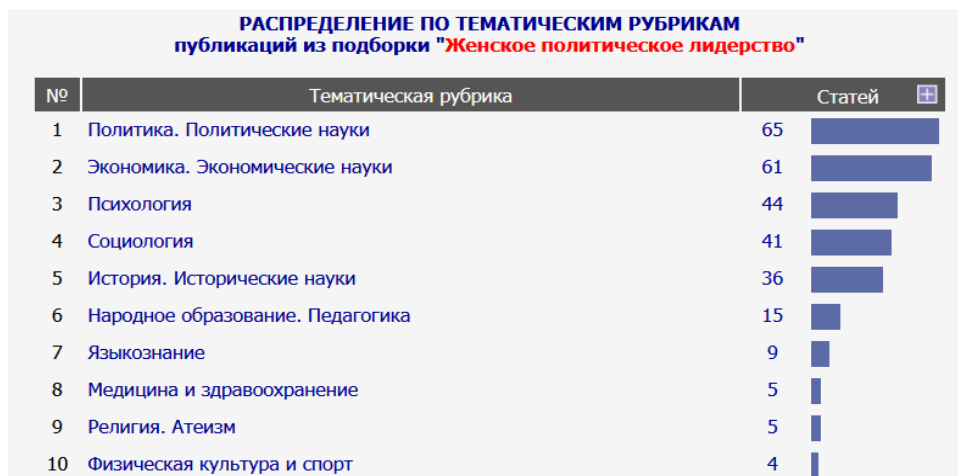 РАСПРЕДЕЛЕНИЕ ПО ТЕМАТИЧЕСКИМ РУБРИКАМ
публикаций из подборки "Женское политическое лидерство"
№ Тематическая рубрика Статей
1 Политика. Политические науки 65
2 Экономика. Экономические науки 61
3 Психология 44
4 Социология 41
5 История. Исторические науки 36
6 Народное образование. Педагогика 15
7 Языкознание 9
8 Медицина и здравоохранение 5
9 Религия. Атеизм 5
10 Физическая культура и спорт 4